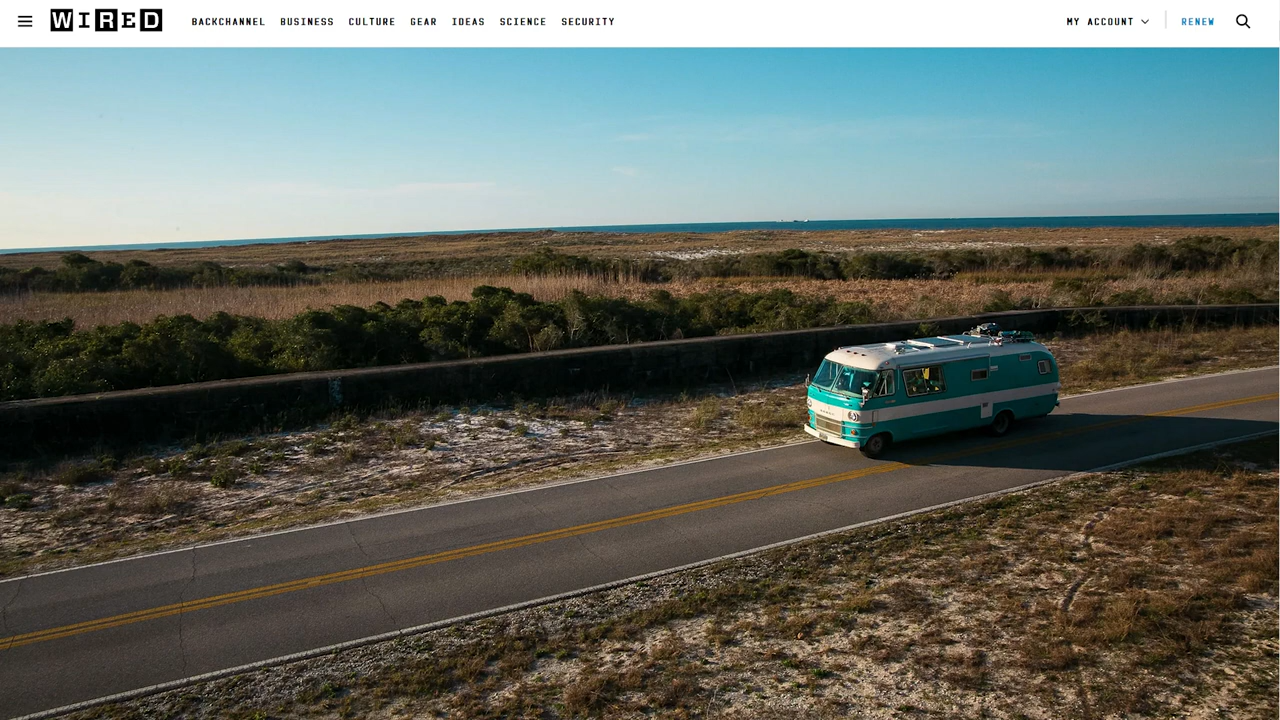 WIRED
BACKCHANNEL BUSINESS CULTURE GEAR IDEAS SCIENCE SECURITY
MY ACCOUNT
RENEW